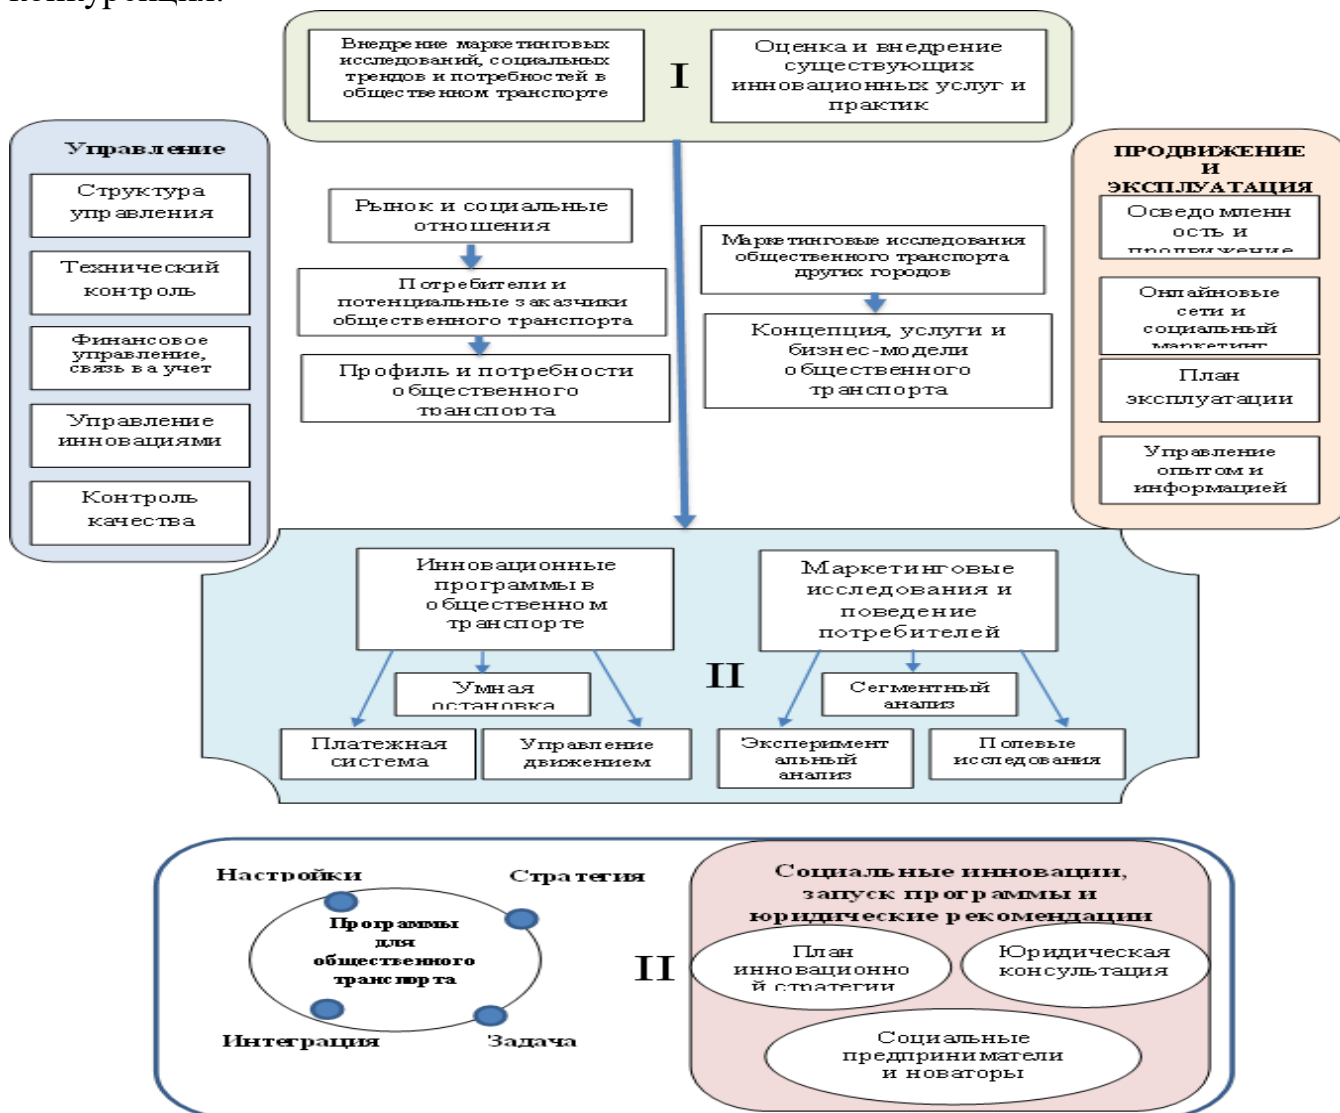 Внедрение маркетинговых
исследований, социальных
трендов и потребностей в
общественном транспорте
I
Оценка и внедрение
существующих
инновационных услуг и
практик
Управление
Структура
управления
Технический
контроль
Финансовое
управление,
связь ва учет
Управление
инновациями
Контроль
качества
Рынок и социальные
отношения
Потребители и
потенциальные заказчики
общественного транспорта
Профиль и потребности
общественного
транспорта
Маркетинговые исследования
общественного транспорта
других городов
Концепция, услуги и
бизнес-модели
общественного
транспорта
ПРОДВИЖЕНИЕ
И
ЭКСПЛУАТАЦИЯ
Осведомленн
ость и
продвижение
Онлайновые
сети и
социальный
маркетинг
План
эксплуатации
Управление
опытом и
информацией
Инновационные
программы в
общественном
транспорте
Маркетинговые
исследования и
поведение
потребителей
II
Умная
остановка
Сегментный
анализ
Платежная
система
Управление
движением
Эксперимент
альный
анализ
Полевые
исследования
Настройки
Стратегия
Программы
для
общественного
транспорта
Интеграция
Задача
II
Социальные инновации,
запуск программы и
юридические рекомендации
План
инновационно
й стратегии
Юридическая
консультация
Социальные
предприниматели
и новаторы